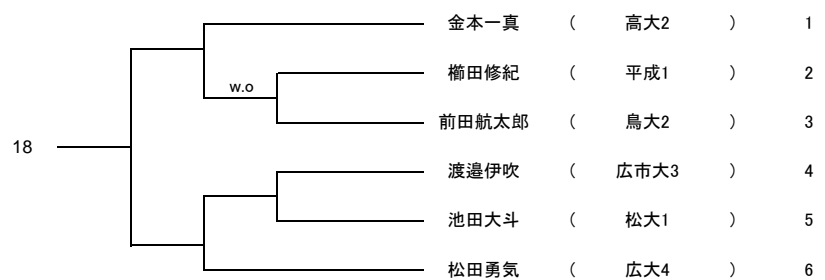 金本一真 ( 高大2 ) 1
w.o 櫛田修紀 ( 平成1 ) 2
前田航太郎 ( 鳥大2 ) 3
18
渡邉伊吹 ( 広市大3 ) 4
池田大斗 ( 松大1 ) 5
松田勇気 ( 広大4 ) 6